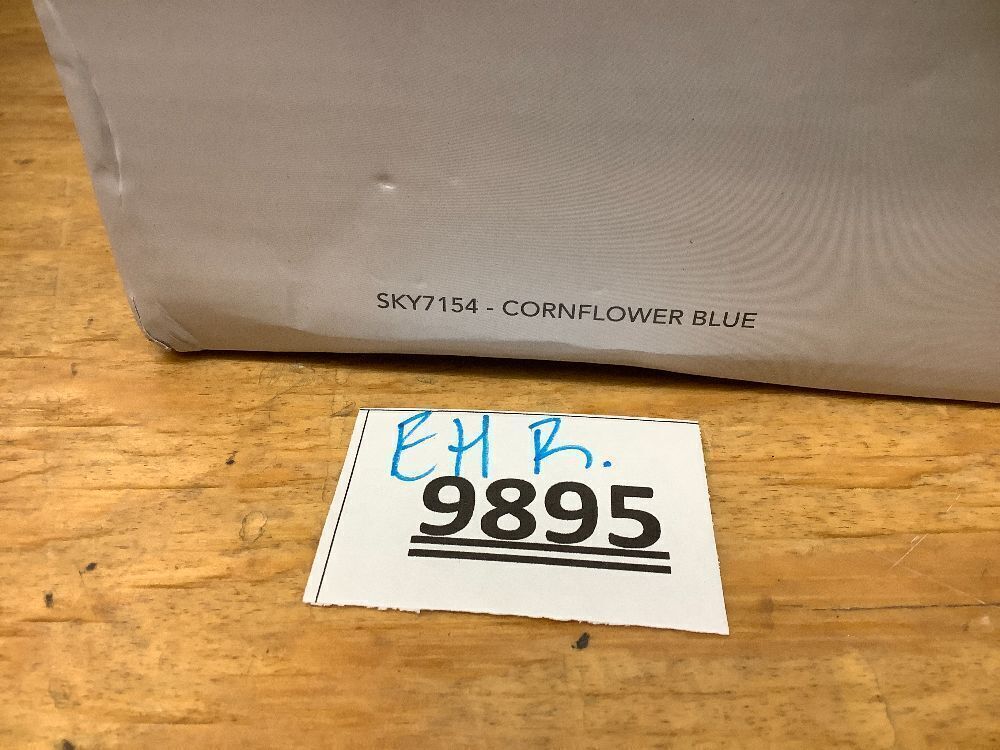 SKY7154 - CORNFLOWER BLUE
EH R.
9895